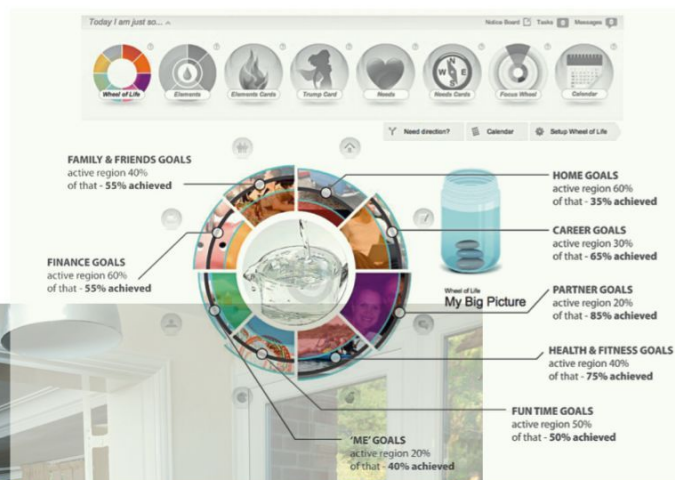 Today I am just so...
Notice Board Tasks Messages
Wheel of Life
Elements
Elements Cards
Trump Card
Needs
Needs Cards
Focus Wheel
Calendar
N
W E
S
Need direction? Calendar Setup Wheel of Life
FAMILY & FRIENDS GOALS
active region 40%
of that - 55% achieved
HOME GOALS
active region 60%
of that - 35% achieved
CAREER GOALS
active region 30%
of that - 65% achieved
FINANCE GOALS
active region 60%
of that - 55% achieved
Wheel of Life
My Big Picture
PARTNER GOALS
active region 20%
of that - 85% achieved
HEALTH & FITNESS GOALS
active region 40%
of that - 75% achieved
FUN TIME GOALS
active region 50%
of that - 50% achieved
'ME' GOALS
active region 20%
of that - 40% achieved